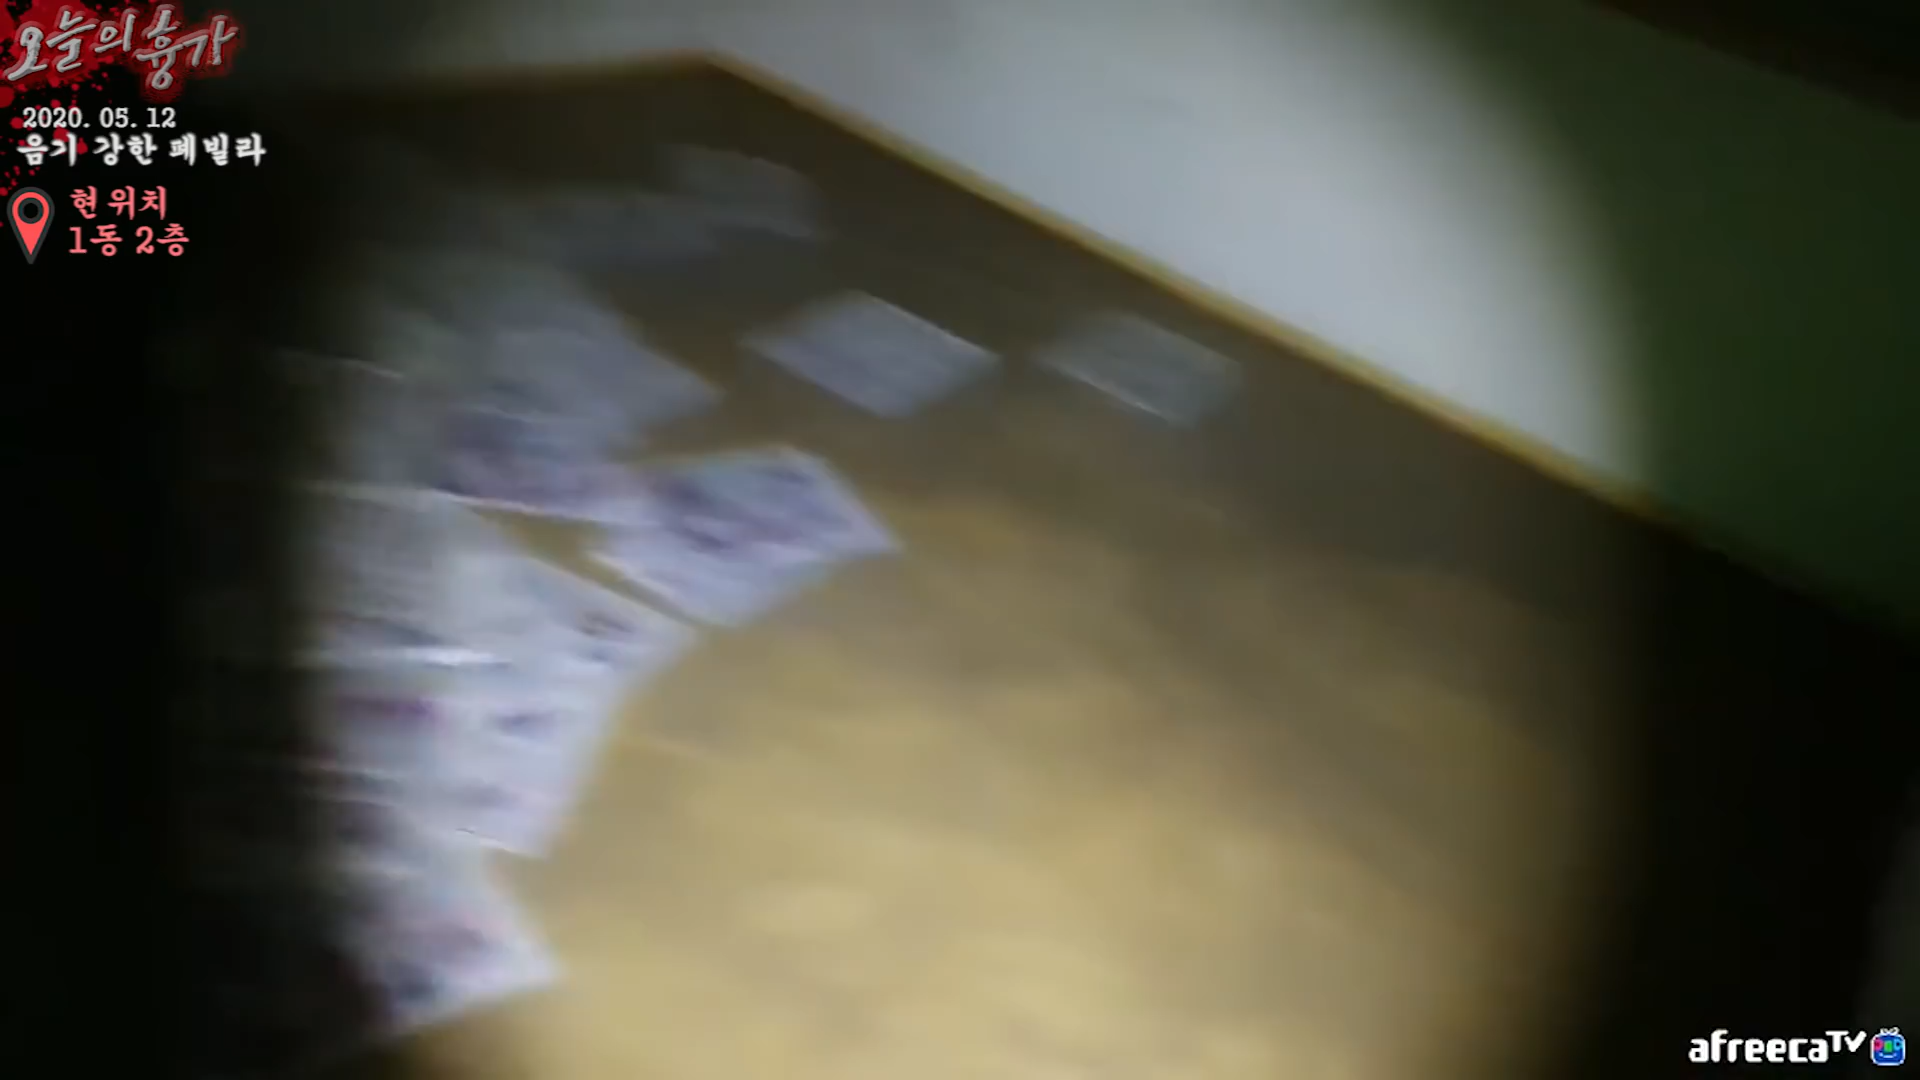 오늘의 흉가
2020. 05. 12
음기 강한 폐빌라
현 위치
1동 2층
afreecaTV